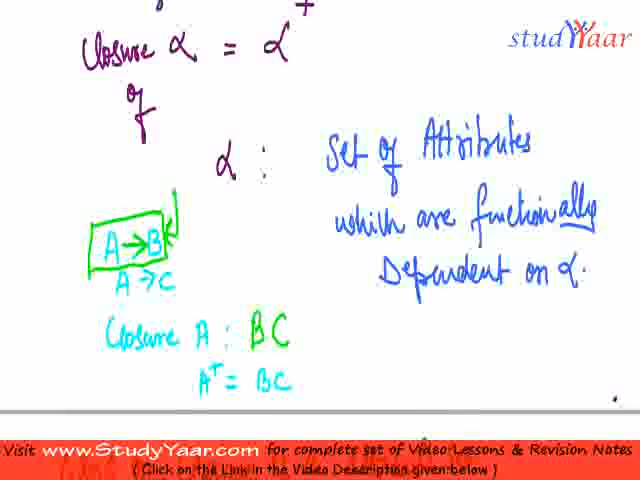 studYYaar
Closure α = α+
of
α : Set of Attributes
which are functionally
Dependent on α.
A → B
A → C
Closure A : BC
A+ = BC
Visit www.StudyYaar.com for complete set of Video Lessons & Revision Notes
( Click on the Link in the Video Description given below )